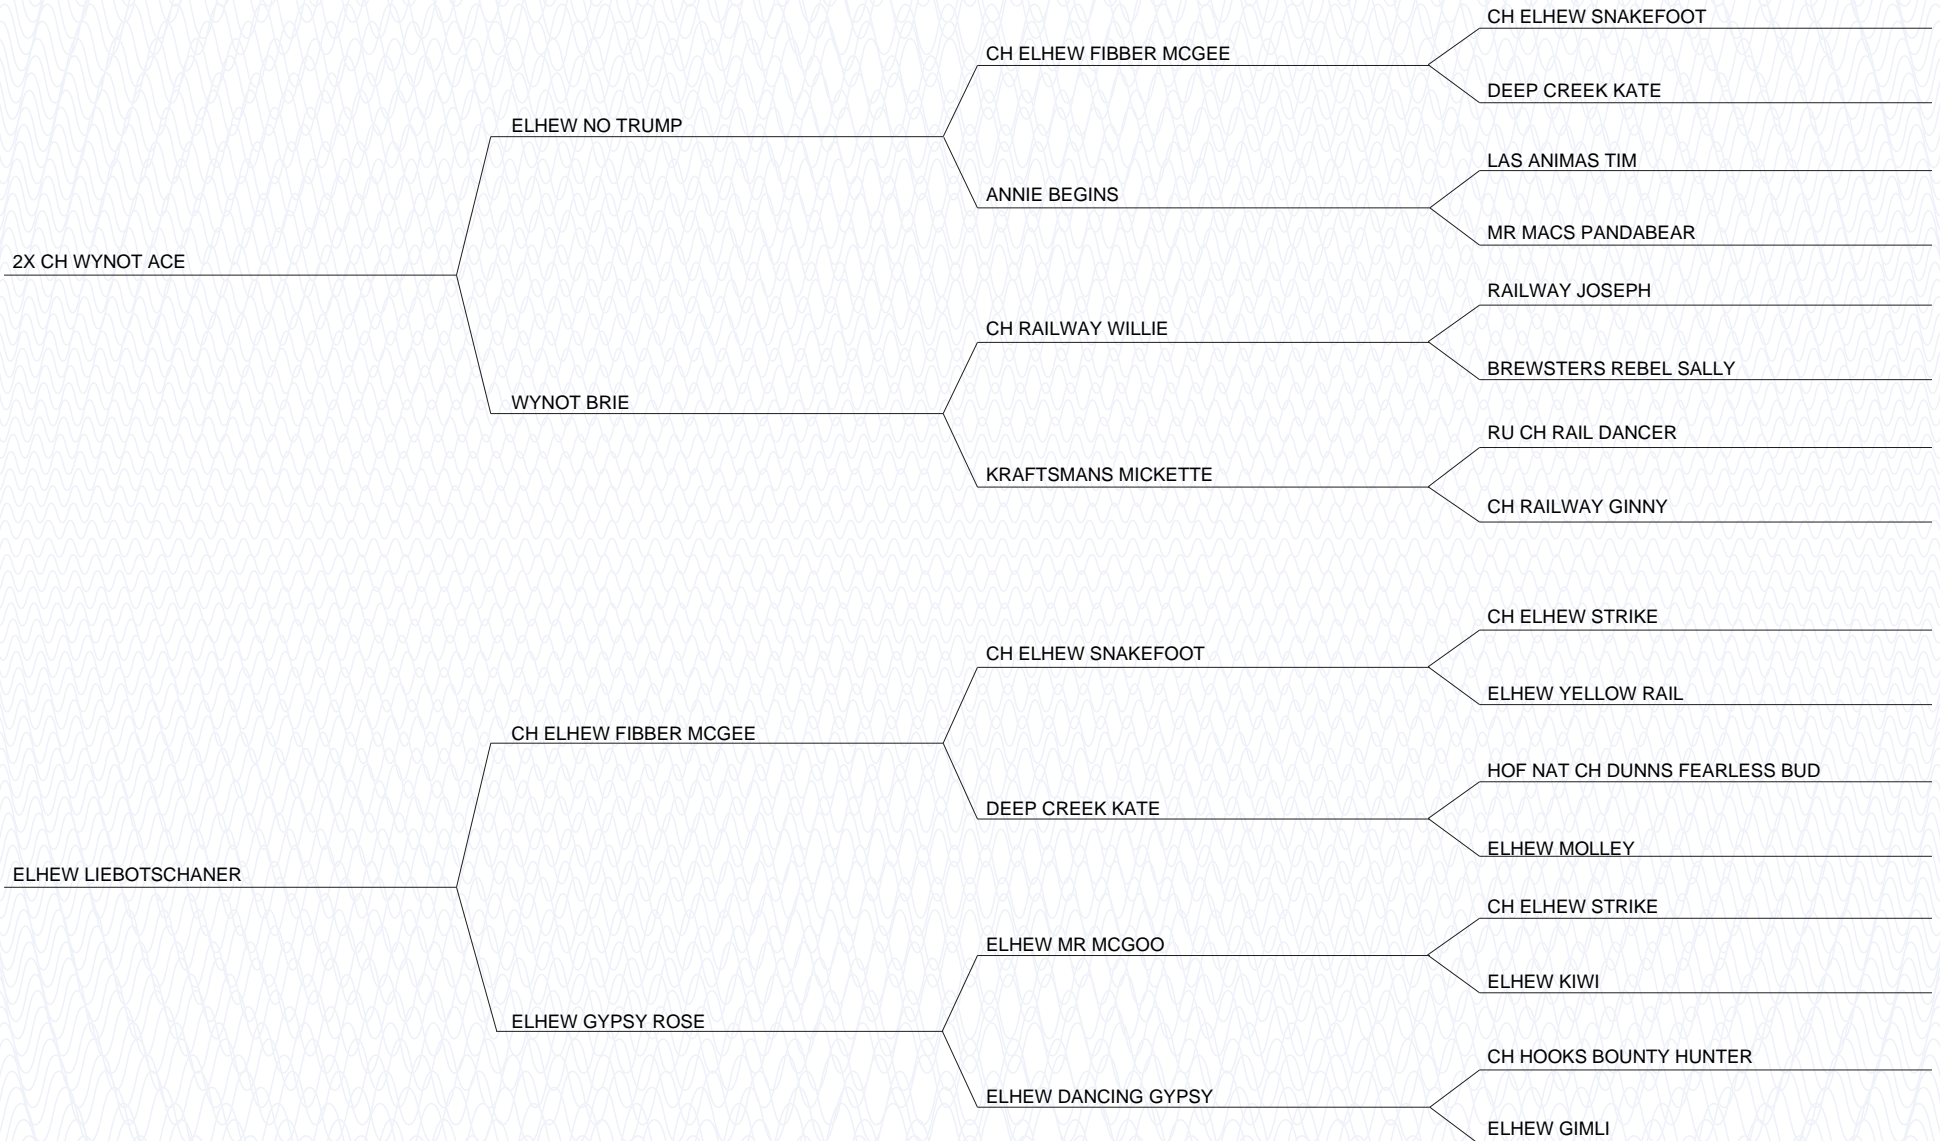 CH ELHEW SNAKEFOOT
CH ELHEW FIBBER MCGEE
DEEP CREEK KATE
ELHEW NO TRUMP
LAS ANIMAS TIM
ANNIE BEGINS
MR MACS PANDABEAR
2X CH WYNOT ACE
RAILWAY JOSEPH
CH RAILWAY WILLIE
BREWSTERS REBEL SALLY
WYNOT BRIE
RU CH RAIL DANCER
KRAFTSMANS MICKETTE
CH RAILWAY GINNY
CH ELHEW STRIKE
CH ELHEW SNAKEFOOT
ELHEW YELLOW RAIL
CH ELHEW FIBBER MCGEE
HOF NAT CH DUNNS FEARLESS BUD
DEEP CREEK KATE
ELHEW MOLLEY
ELHEW LIEBOTSCHANER
CH ELHEW STRIKE
ELHEW MR MCGOO
ELHEW KIWI
ELHEW GYPSY ROSE
CH HOOKS BOUNTY HUNTER
ELHEW DANCING GYPSY
ELHEW GIMLI